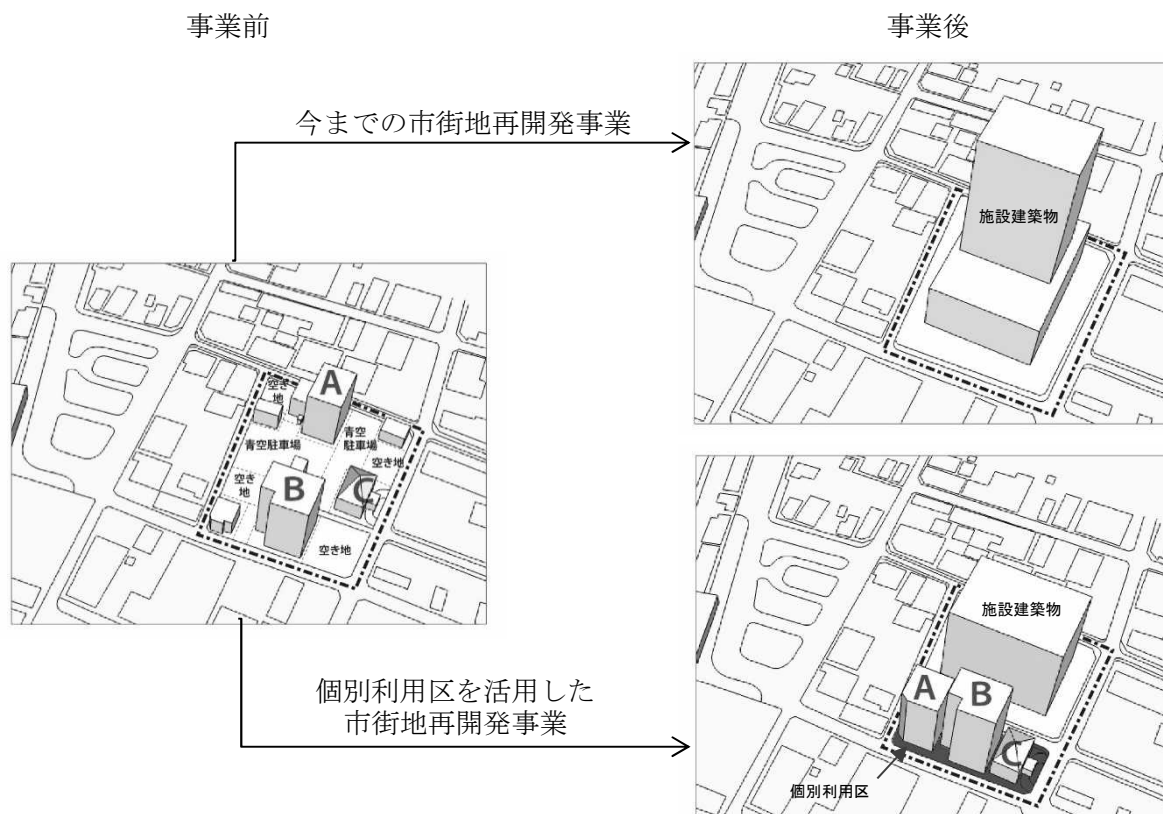 事業前
事業後
今までの市街地再開発事業
施設建築物
A
空き
地
青空駐車場
青空
駐車場
空き地
空き
地
B
C
空き地
個別利用区を活用した
市街地再開発事業
施設建築物
A
B
C
個別利用区